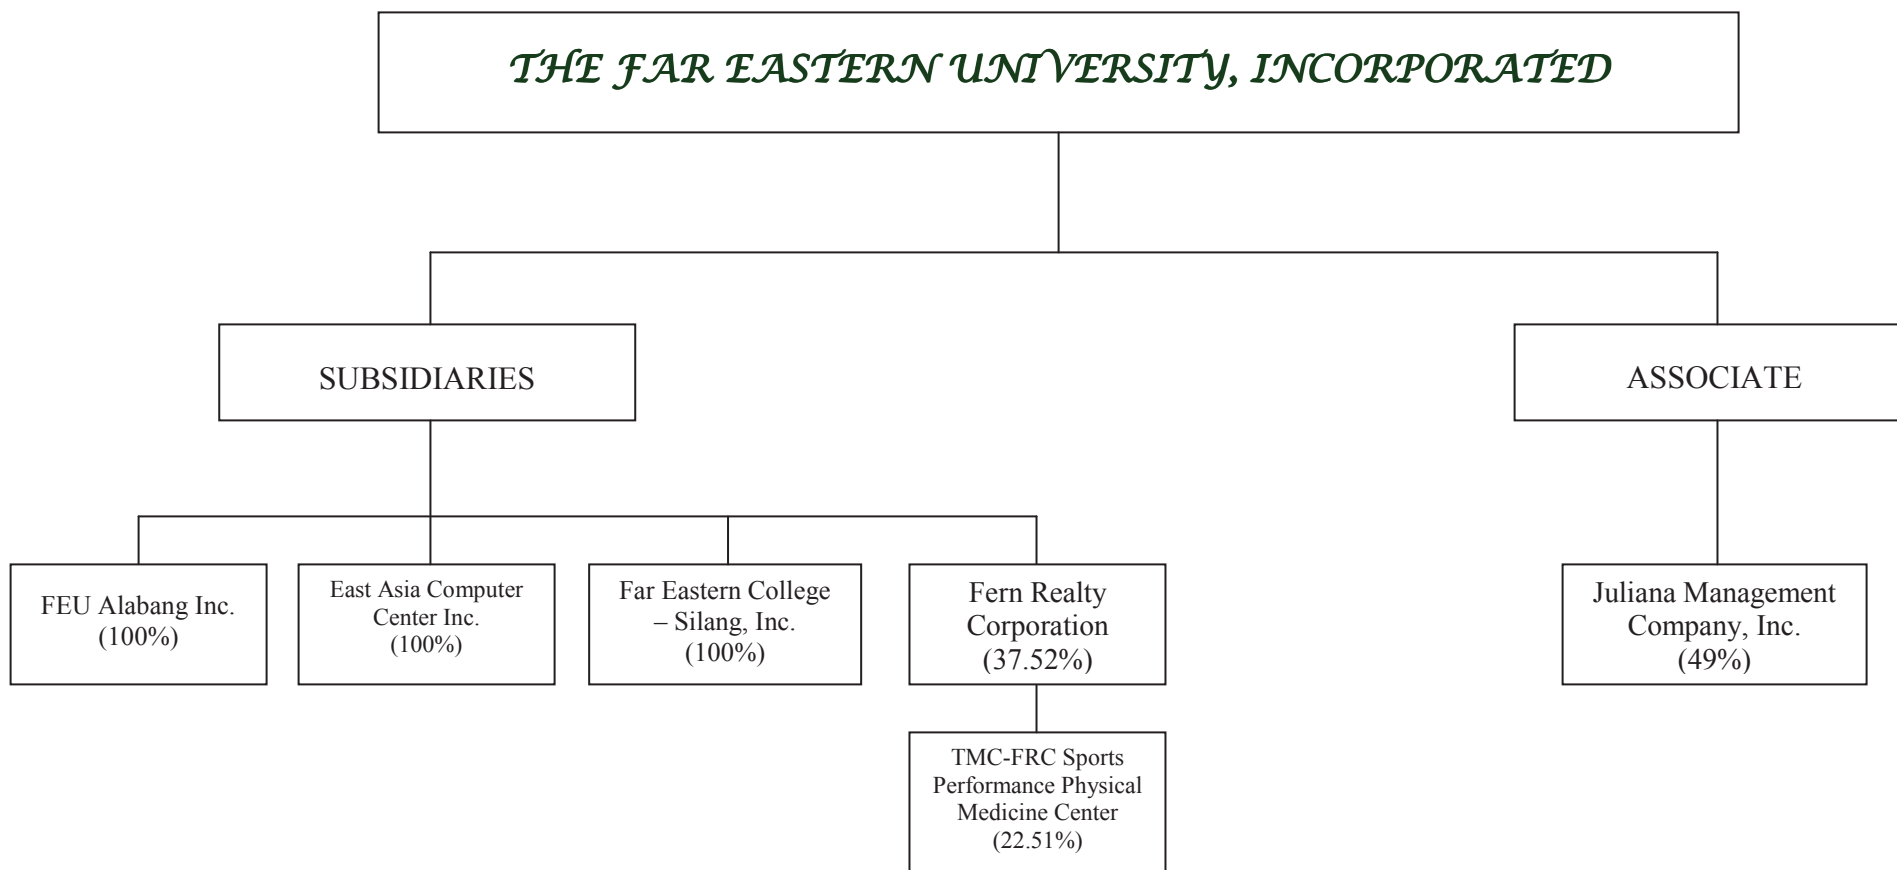 THE FAR EASTERN UNIVERSITY, INCORPORATED
SUBSIDIARIES
ASSOCIATE
FEU Alabang Inc.
(100%)
East Asia Computer
Center Inc.
(100%)
Far Eastern College
– Silang, Inc.
(100%)
Fern Realty
Corporation
(37.52%)
Juliana Management
Company, Inc.
(49%)
TMC-FRC Sports
Performance Physical
Medicine Center
(22.51%)